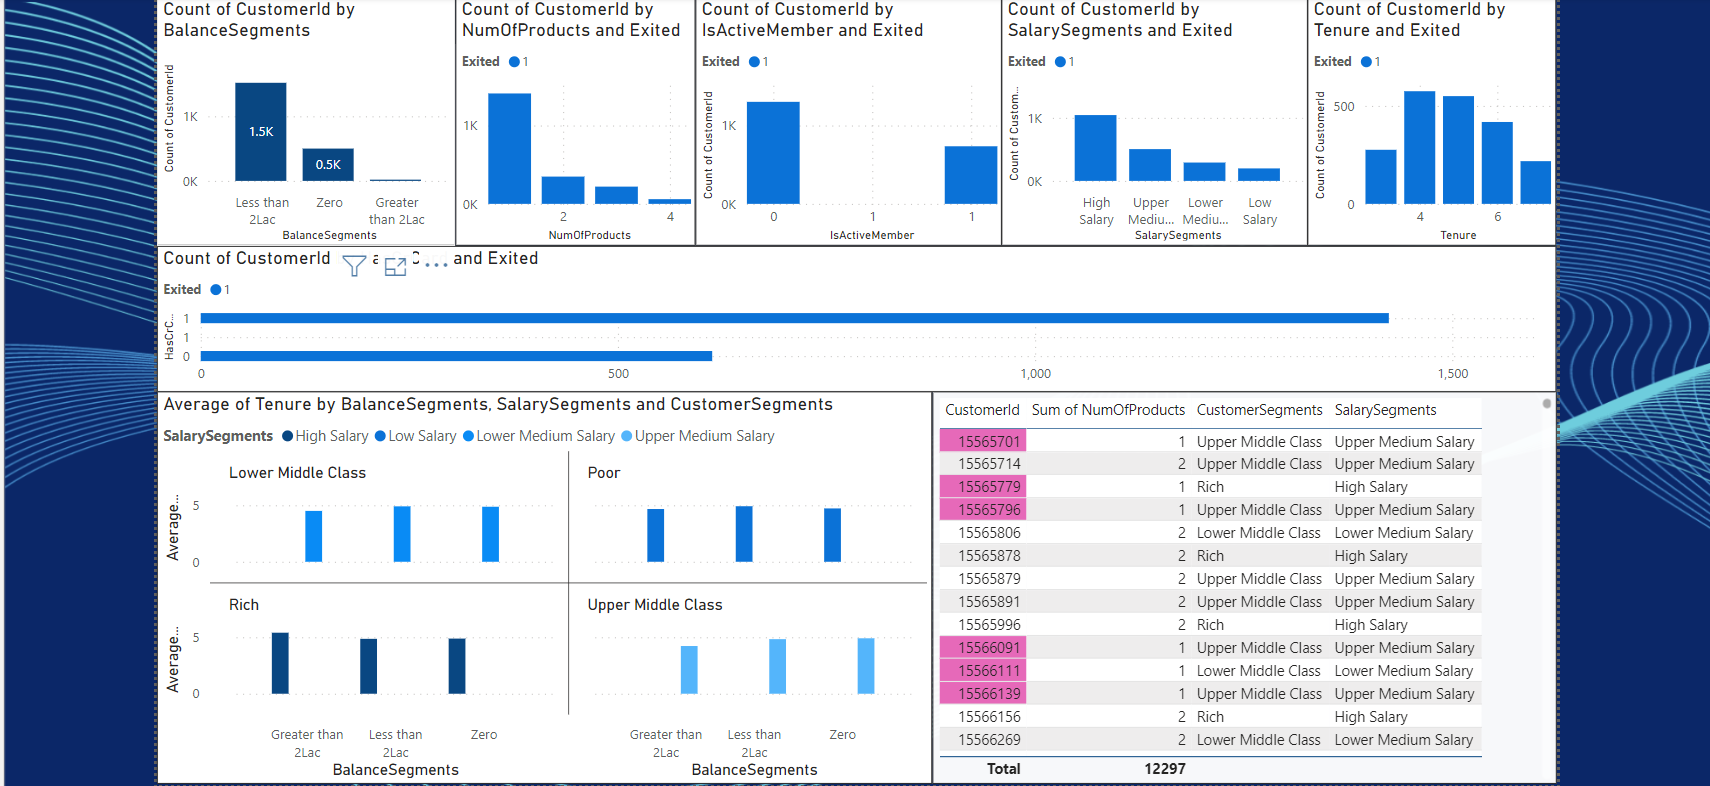 Count of CustomerId by
BalanceSegments
Count of CustomerId
1K
0K
1.5K
0.5K
Less than
2Lac
Zero
Greater
than 2Lac
BalanceSegments
Count of CustomerId by
NumOfProducts and Exited
Exited 1
1K
0K
2
4
NumOfProducts
Count of CustomerId by
IsActiveMember and Exited
Exited 1
Count of CustomerId
1K
0K
0
1
1
IsActiveMember
Count of CustomerId by
SalarySegments and Exited
Exited 1
Count of Custom...
1K
0K
High
Salary
Upper
Mediu...
Lower
Mediu...
Low
Salary
SalarySegments
Count of CustomerId by
Tenure and Exited
Exited 1
Count of CustomerId
500
0
4
6
Tenure
Count of CustomerId and Exited
Exited 1
HasCrC...
1
1
0
0
500
1,000
1,500
Average of Tenure by BalanceSegments, SalarySegments and CustomerSegments
SalarySegments High Salary Low Salary Lower Medium Salary Upper Medium Salary
Lower Middle Class
Poor
Average...
5
0
Rich
Upper Middle Class
Average...
5
0
Greater than
2Lac
Less than
2Lac
Zero
BalanceSegments
Greater than
2Lac
Less than
2Lac
Zero
BalanceSegments
CustomerId Sum of NumOfProducts CustomerSegments SalarySegments
15565701 1 Upper Middle Class Upper Medium Salary
15565714 2 Upper Middle Class Upper Medium Salary
15565779 1 Rich High Salary
15565796 1 Upper Middle Class Upper Medium Salary
15565806 2 Lower Middle Class Lower Medium Salary
15565878 2 Rich High Salary
15565879 2 Upper Middle Class Upper Medium Salary
15565891 2 Upper Middle Class Upper Medium Salary
15565996 2 Rich High Salary
15566091 1 Upper Middle Class Upper Medium Salary
15566111 1 Lower Middle Class Lower Medium Salary
15566139 1 Upper Middle Class Upper Medium Salary
15566156 2 Rich High Salary
15566269 2 Lower Middle Class Lower Medium Salary
Total 12297